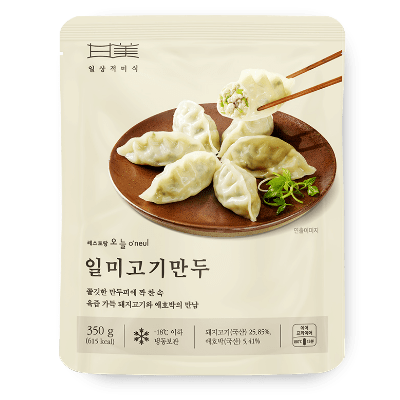 일상적미식
연출이미지
레스토랑 오늘 o'neul
일미고기만두
쫄깃한 만두피에 꽉 찬 속
육즙 가득 돼지고기와 애호박의 만남
350 g
(615 kcal)
-18℃ 이하
냉동보관
돼지고기(국산) 25.85%,
애호박(국산) 5.41%